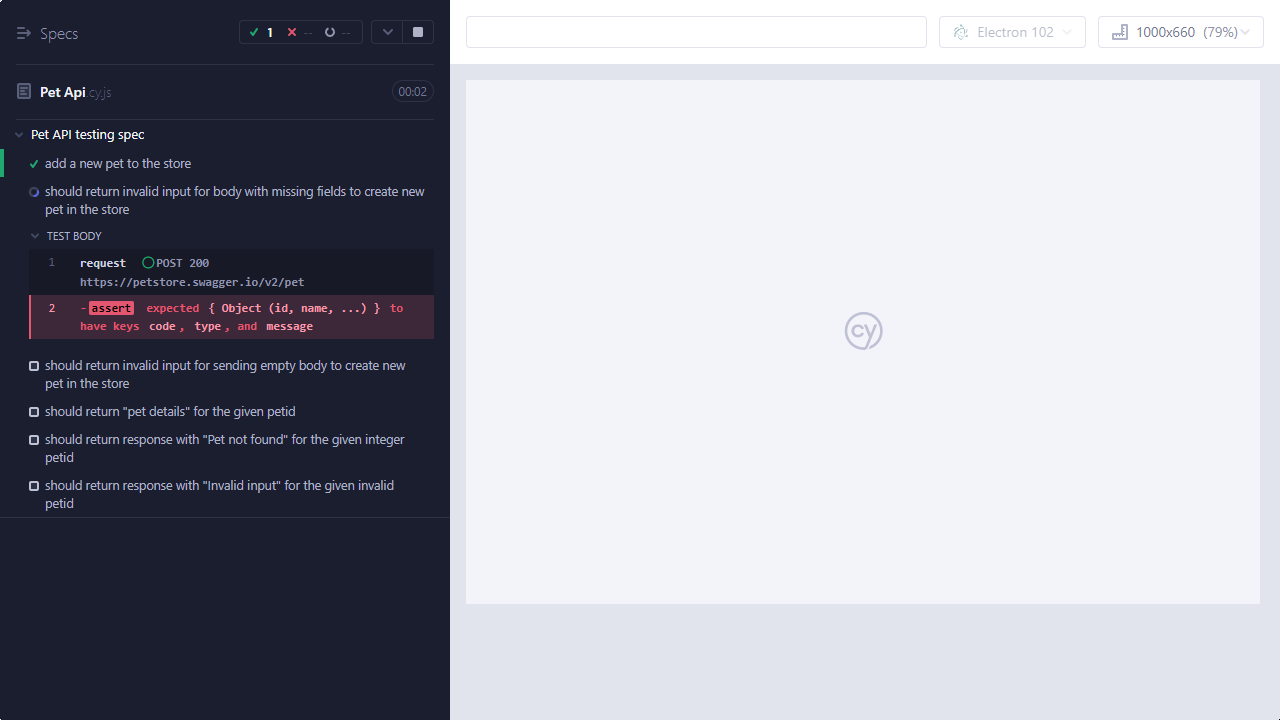 Specs
1 -- --
Electron 102
1000x660 (79%)
Pet Api.cy.js
00:02
Pet API testing spec
add a new pet to the store
should return invalid input for body with missing fields to create new
pet in the store
TEST BODY
1 request POST 200
https://petstore.swagger.io/v2/pet
2 -assert expected { Object (id, name, ...) } to
have keys code, type, and message
should return invalid input for sending empty body to create new
pet in the store
should return "pet details" for the given petid
should return response with "Pet not found" for the given integer
petid
should return response with "Invalid input" for the given invalid
petid
cy